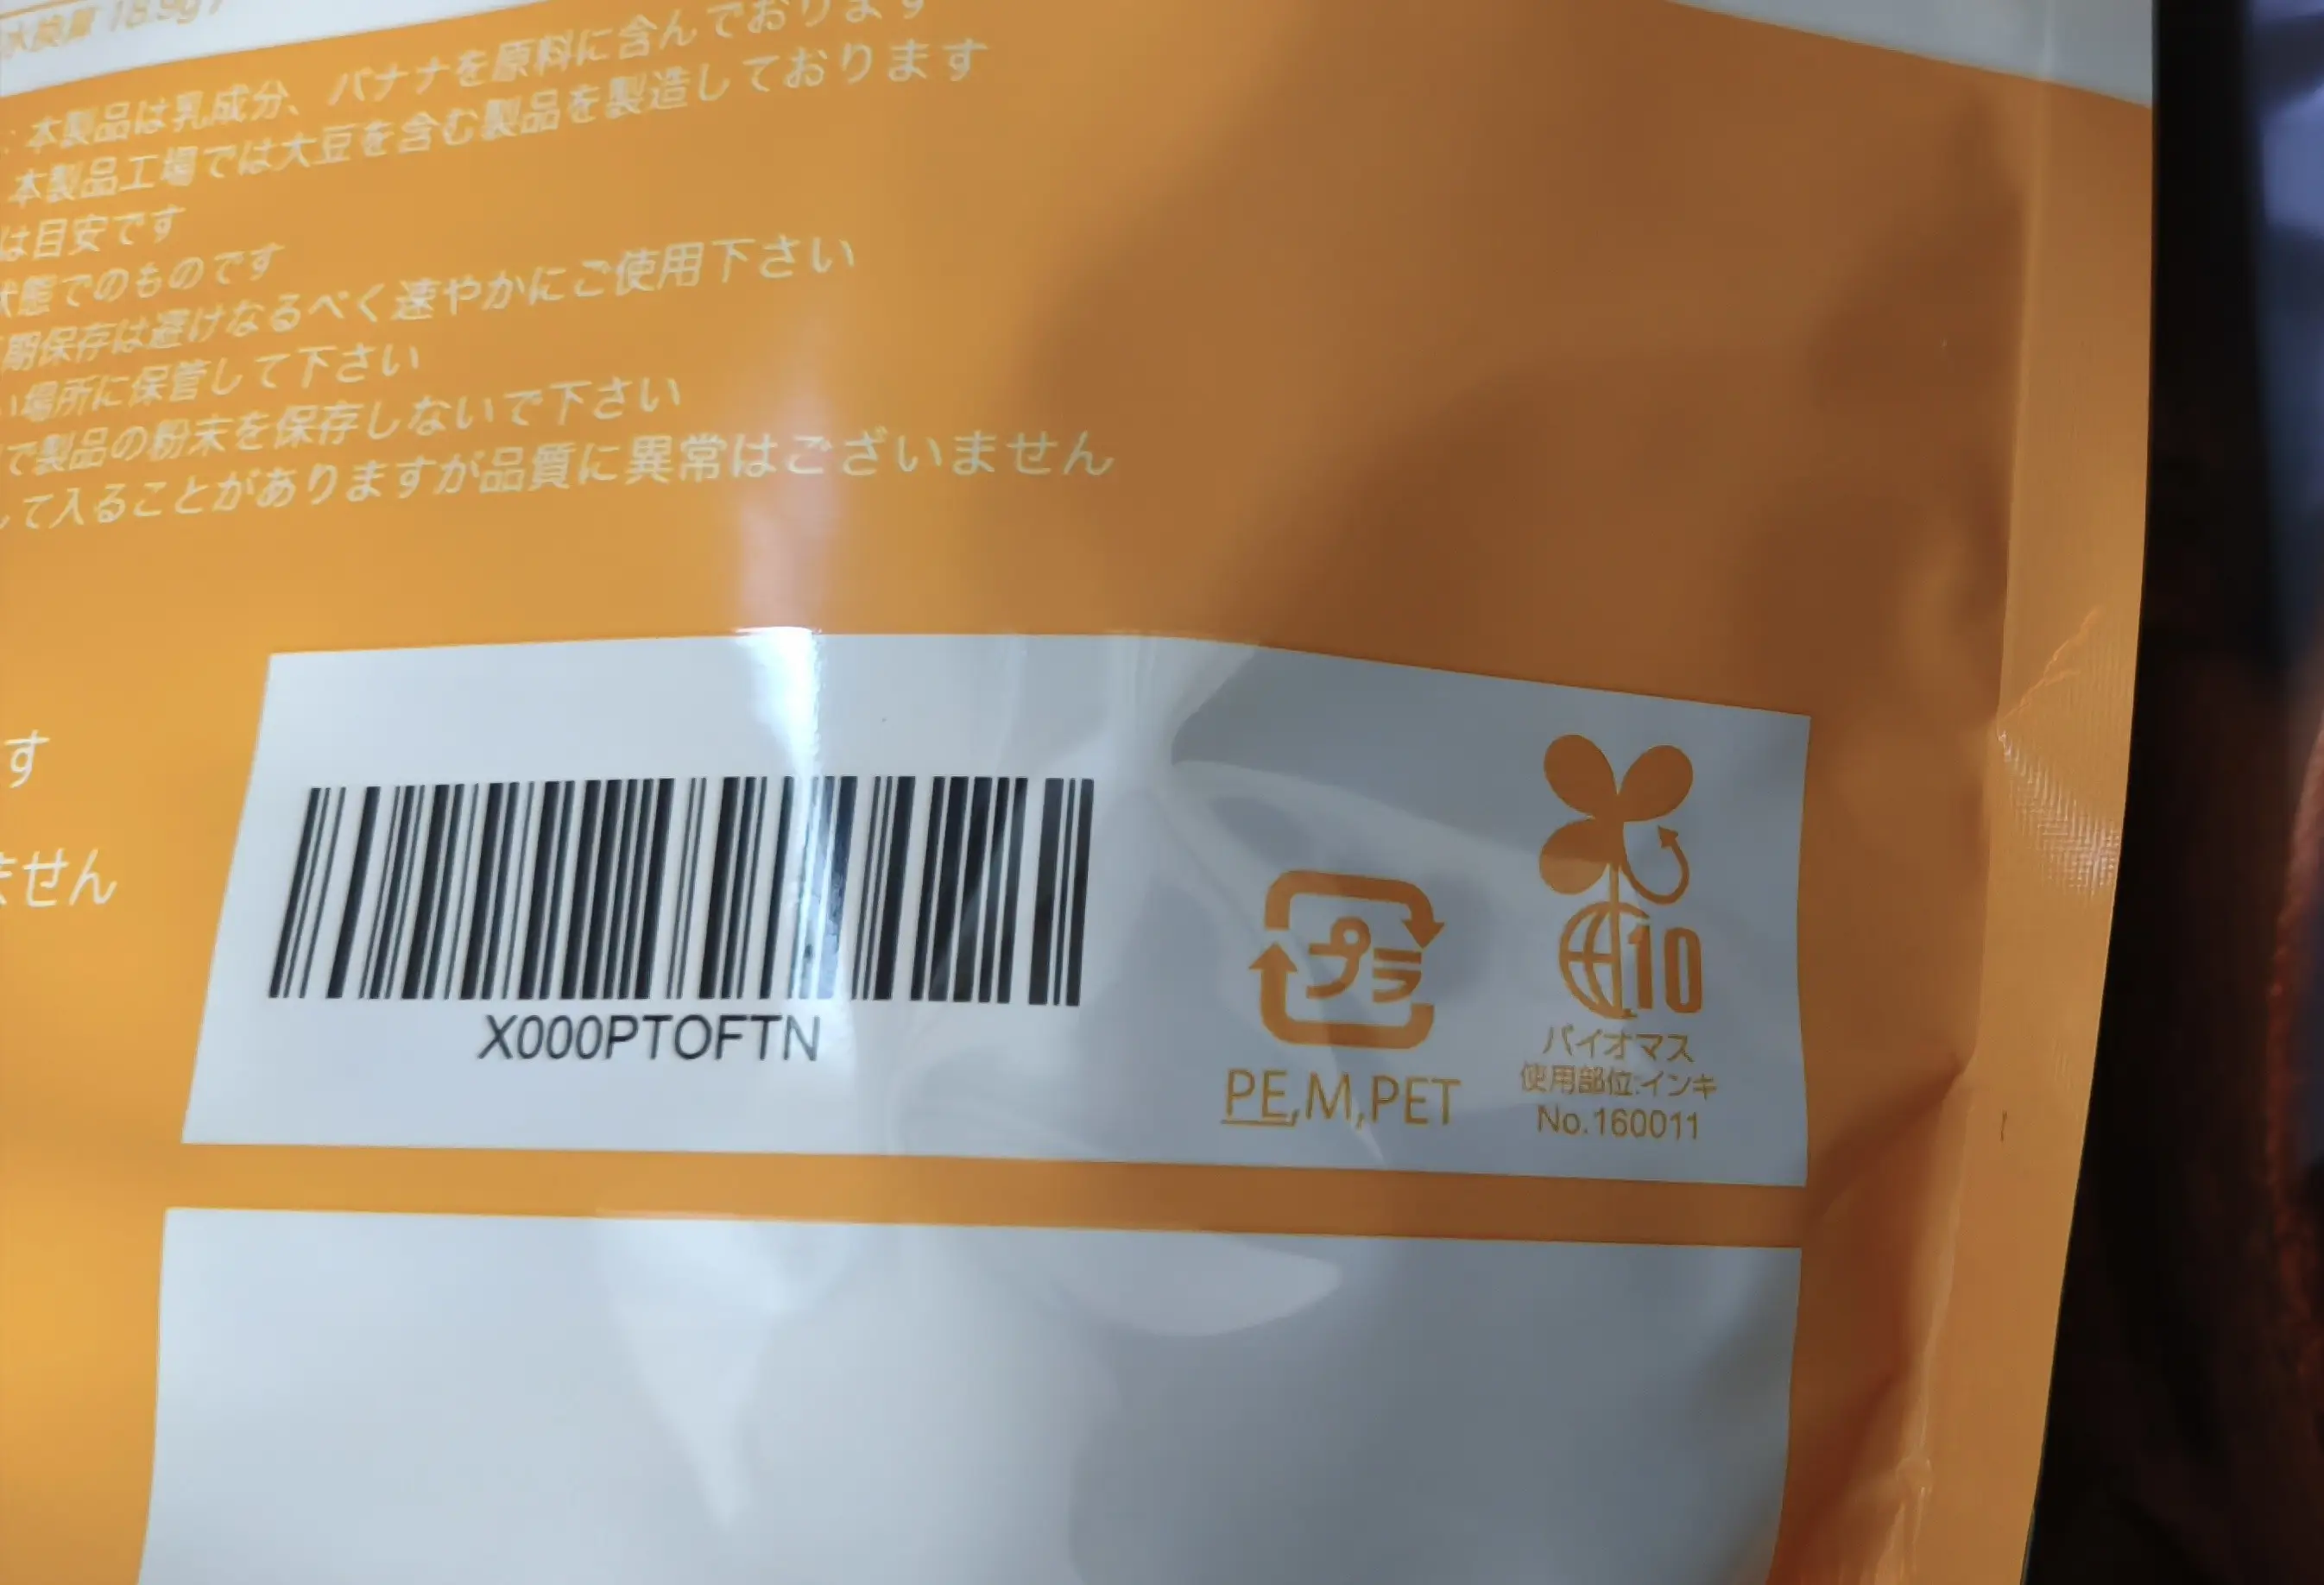 本製品は乳成分、バナナを原料に含んでおります
本製品工場では大豆を含む製品を製造しております
は目安です
状態でのものです
期保存は避けなるべく速やかにご使用下さい
い場所に保管して下さい
で製品の粉末を保存しないで下さい
して入ることがありますが品質に異常はございません
す
ません
X000PTOFTN
プラ
PE,M,PET
10
バイオマス
使用部位:インキ
No.160011